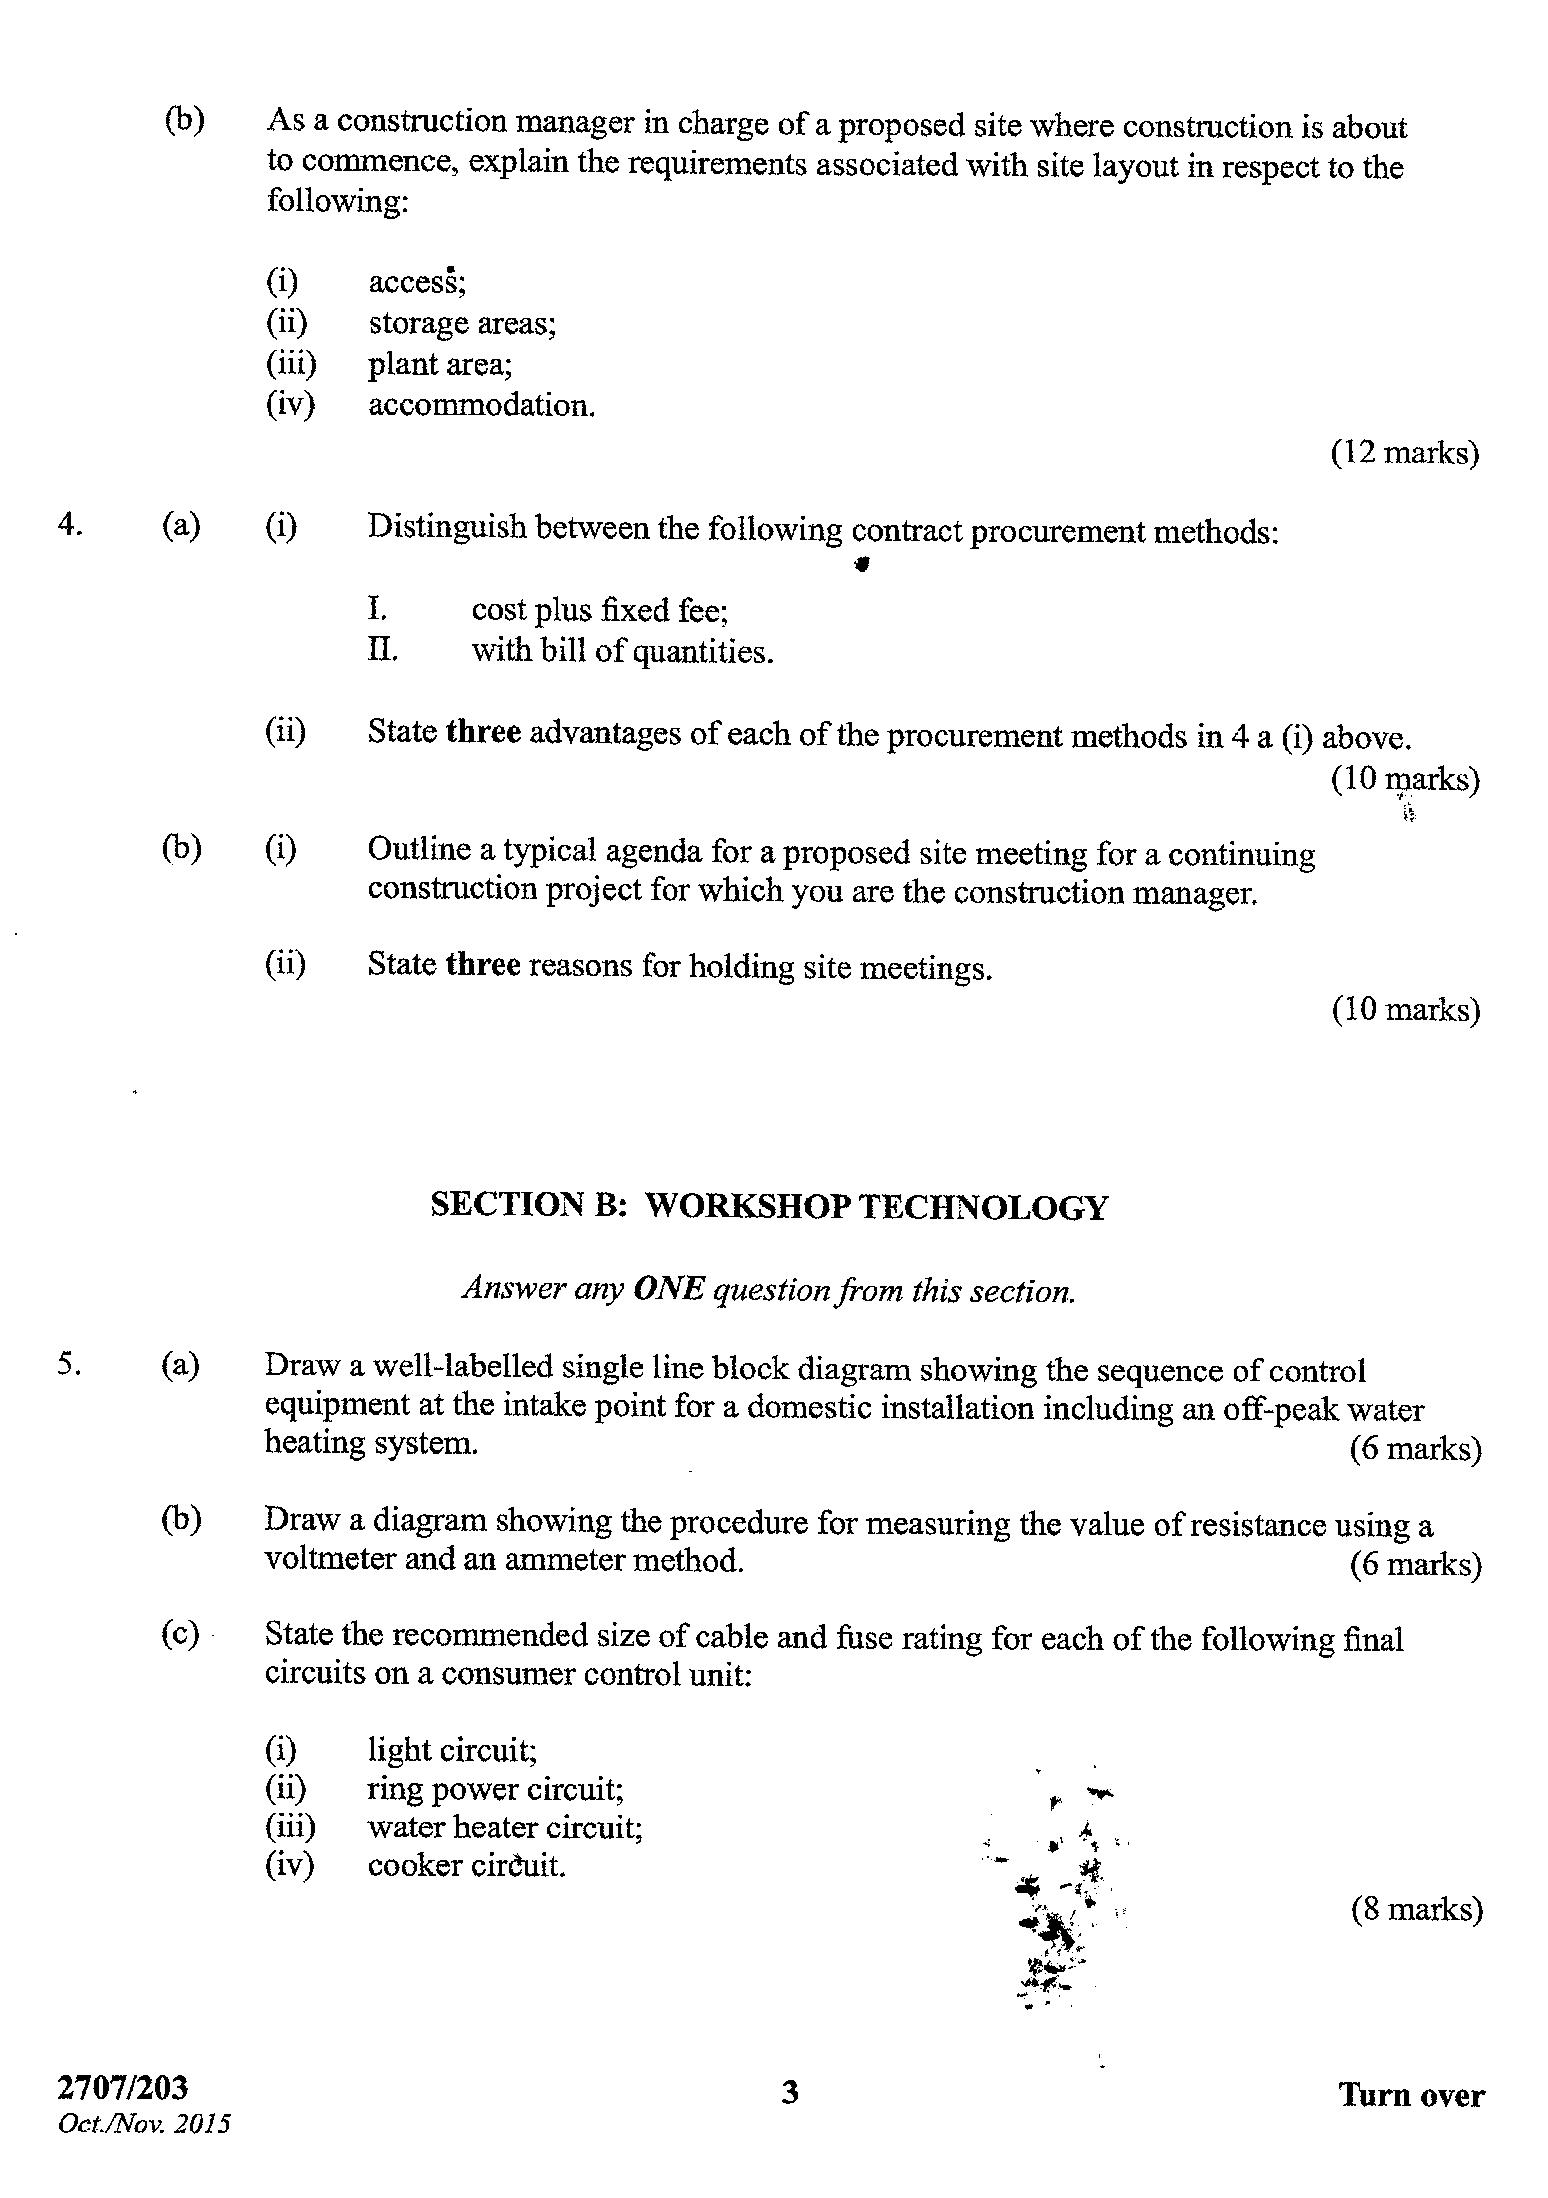 (b) As a construction manager in charge of a proposed site where construction is about
to commence, explain the requirements associated with site layout in respect to the
following:
(i) access;
(ii) storage areas;
(iii) plant area;
(iv) accommodation.
(12 marks)
4. (a) (i) Distinguish between the following contract procurement methods:
I. cost plus fixed fee;
II. with bill of quantities.
(ii) State three advantages of each of the procurement methods in 4 a (i) above.
(10 marks)
(b) (i) Outline a typical agenda for a proposed site meeting for a continuing
construction project for which you are the construction manager.
(ii) State three reasons for holding site meetings.
(10 marks)
SECTION B: WORKSHOP TECHNOLOGY
Answer any ONE question from this section.
5. (a) Draw a well-labelled single line block diagram showing the sequence of control
equipment at the intake point for a domestic installation including an off-peak water
heating system. (6 marks)
(b) Draw a diagram showing the procedure for measuring the value of resistance using a
voltmeter and an ammeter method. (6 marks)
(c) State the recommended size of cable and fuse rating for each of the following final
circuits on a consumer control unit:
(i) light circuit;
(ii) ring power circuit;
(iii) water heater circuit;
(iv) cooker circuit.
(8 marks)
2707/203 3 Turn over
Oct./Nov. 2015